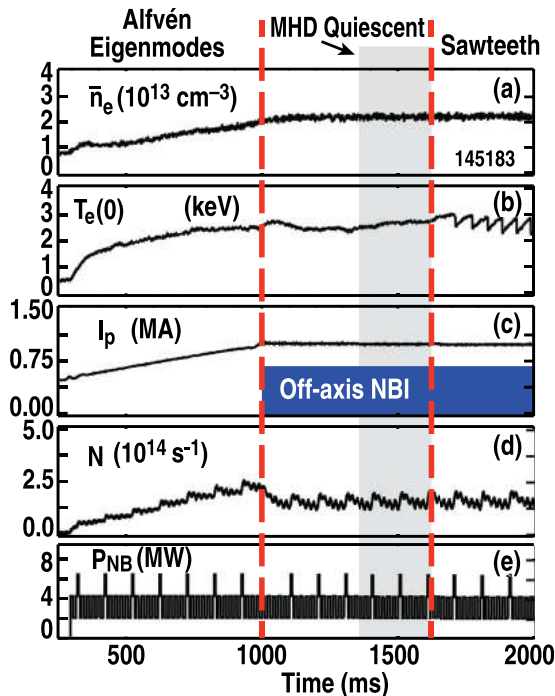 Alfvén
Eigenmodes
MHD Quiescent
Sawteeth
4
3
2
1
0
n̅e (10¹³ cm⁻³)
(a)
145183
4
3
2
1
0
Te(0) (keV)
(b)
1.50
0.75
0.00
Ip (MA)
(c)
Off-axis NBI
5.0
2.5
0.0
N (10¹⁴ s⁻¹)
(d)
8
4
0
PNB (MW)
(e)
500 1000 1500 2000
Time (ms)